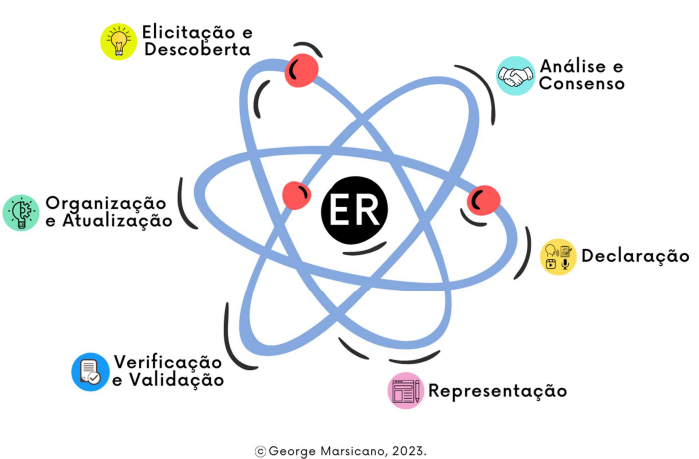 Elicitação e
Descoberta
Análise e
Consenso
Organização
e Atualização
ER
Declaração
Verificação
e Validação
Representação
©George Marsicano, 2023.